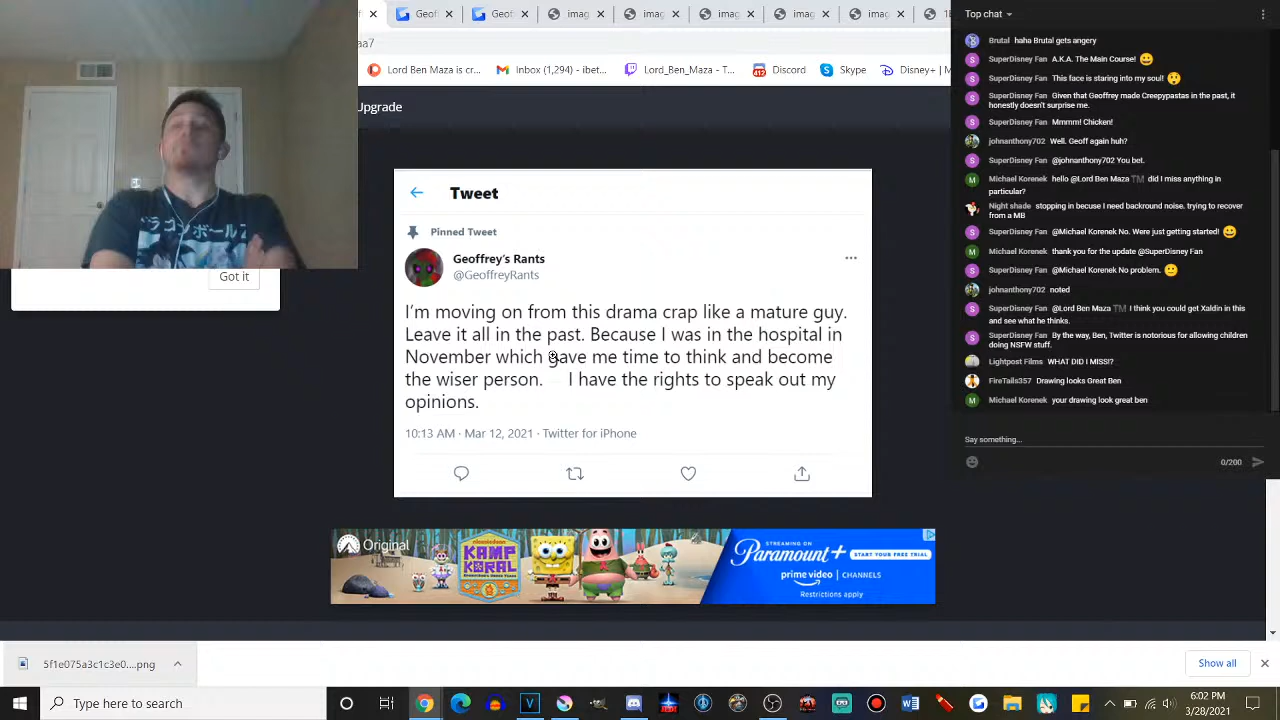 aa7
Lord Ben Maza is cr...
Inbox (1,294) - ibet...
Lord_Ben_Maza_ - T...
Discord
Skype
Disney+ | M
Upgrade
Got it
Tweet
Pinned Tweet
Geoffrey's Rants
@GeoffreyRants
I'm moving on from this drama crap like a mature guy.
Leave it all in the past. Because I was in the hospital in
November which gave me time to think and become
the wiser person. I have the rights to speak out my
opinions.
10:13 AM · Mar 12, 2021 · Twitter for iPhone
Original
nickelodeon
KAMP
KORAL
STREAMING ON
Paramount+
START YOUR FREE TRIAL
prime video | CHANNELS
Restrictions apply
Top chat
Brutal haha Brutal gets angery
SuperDisney Fan A.K.A. The Main Course!
SuperDisney Fan This face is staring into my soul!
SuperDisney Fan Given that Geoffrey made Creepypastas in the past, it
honestly doesn't surprise me.
SuperDisney Fan Mmmm! Chicken!
johnanthony702 Well. Geoff again huh?
SuperDisney Fan @johnanthony702 You bet.
Michael Korenek hello @Lord Ben Maza TM did I miss anything in
particular?
Night shade stopping in becuse I need backround noise. trying to recover
from a MB
SuperDisney Fan @Michael Korenek No. Were just getting started!
Michael Korenek thank you for the update @SuperDisney Fan
SuperDisney Fan @Michael Korenek No problem.
johnanthony702 noted
SuperDisney Fan @Lord Ben Maza TM I think you could get Xaldin in this
and see what he thinks.
SuperDisney Fan By the way, Ben, Twitter is notorious for allowing children
doing NSFW stuff.
Lightpost Films WHAT DID I MISS!?
FireTails357 Drawing looks Great Ben
Michael Korenek your drawing look great ben
Say something...
0/200
5f1e075a3c1c3e0....png
Show all
Type here to search
6:02 PM
3/28/2021